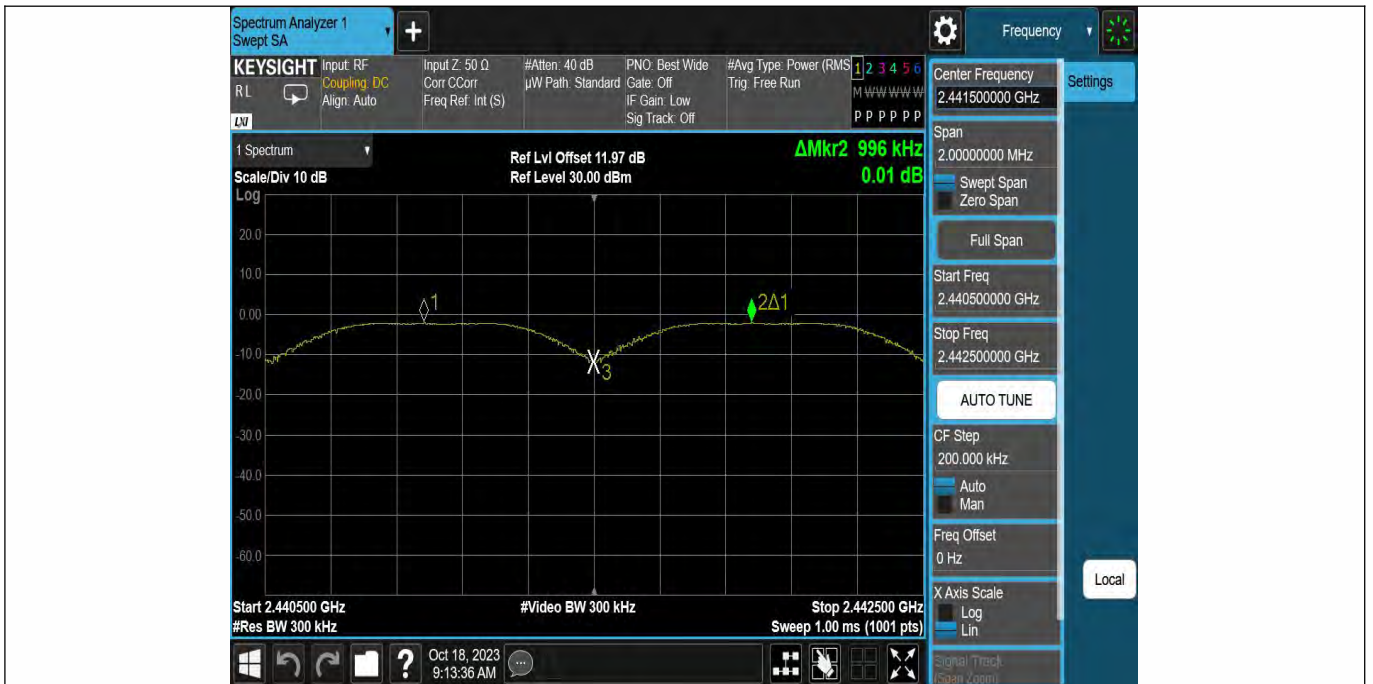 Spectrum Analyzer 1
Swept SA
+
Frequency
KEYSIGHT
R L
LXI
Input: RF
Coupling: DC
Align: Auto
Input Z: 50 Ω
Corr CCorr
Freq Ref: Int (S)
#Atten: 40 dB
µW Path: Standard
PNO: Best Wide
Gate: Off
IF Gain: Low
Sig Track: Off
#Avg Type: Power (RMS
Trig: Free Run
1 2 3 4 5 6
M W W W W W
P P P P P P
1 Spectrum
Scale/Div 10 dB
Log
Ref Lvl Offset 11.97 dB
Ref Level 30.00 dBm
ΔMkr2 996 kHz
0.01 dB
20.0
10.0
0.00
-10.0
-20.0
-30.0
-40.0
-50.0
-60.0
1
2Δ1
3
Start 2.440500 GHz
#Res BW 300 kHz
#Video BW 300 kHz
Stop 2.442500 GHz
Sweep 1.00 ms (1001 pts)
Center Frequency
2.441500000 GHz
Settings
Span
2.00000000 MHz
Swept Span
Zero Span
Full Span
Start Freq
2.440500000 GHz
Stop Freq
2.442500000 GHz
AUTO TUNE
CF Step
200.000 kHz
Auto
Man
Freq Offset
0 Hz
Local
X Axis Scale
Log
Lin
Signal Track
(Span Zoom)
?
Oct 18, 2023
9:13:36 AM